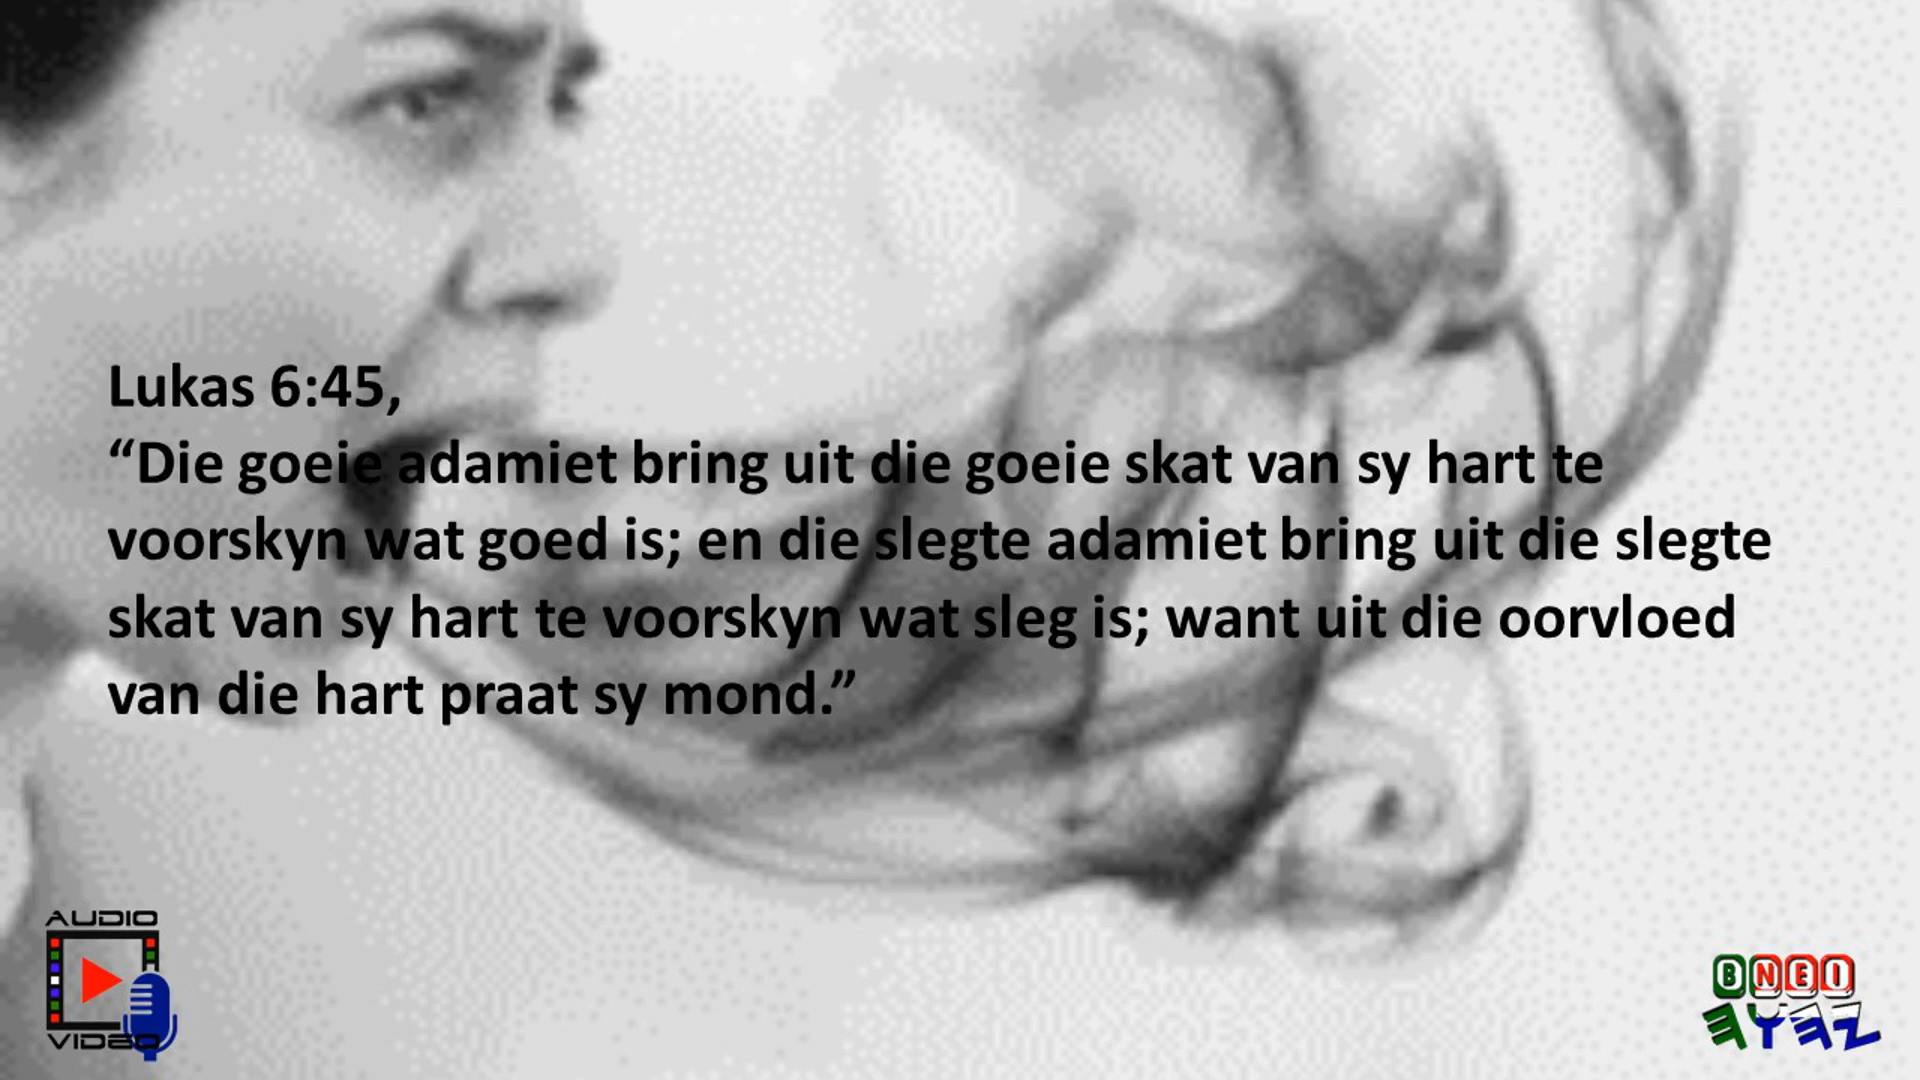 Lukas 6:45,
“Die goeie adamiet bring uit die goeie skat van sy hart te
voorskyn wat goed is; en die slegte adamiet bring uit die slegte
skat van sy hart te voorskyn wat sleg is; want uit die oorvloed
van die hart praat sy mond.”
AUDIO
VIDEO
BNEI